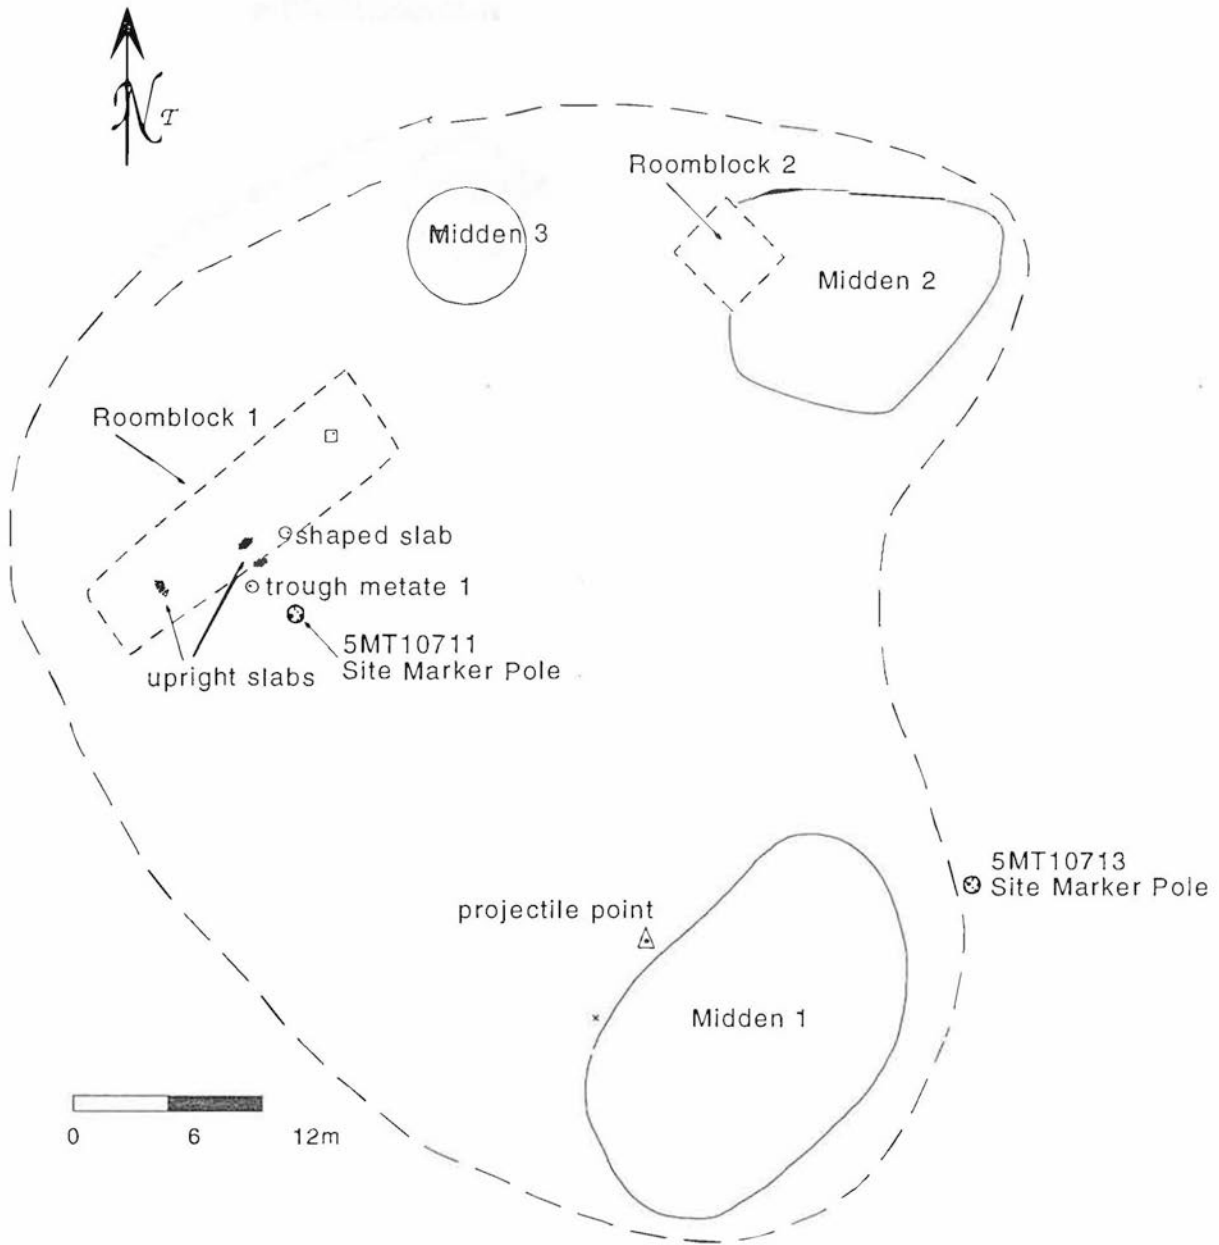 N T
Roomblock 2
Midden 3
Midden 2
Roomblock 1
shaped slab
trough metate 1
5MT10711
Site Marker Pole
upright slabs
5MT10713
Site Marker Pole
projectile point
Midden 1
0 6 12m